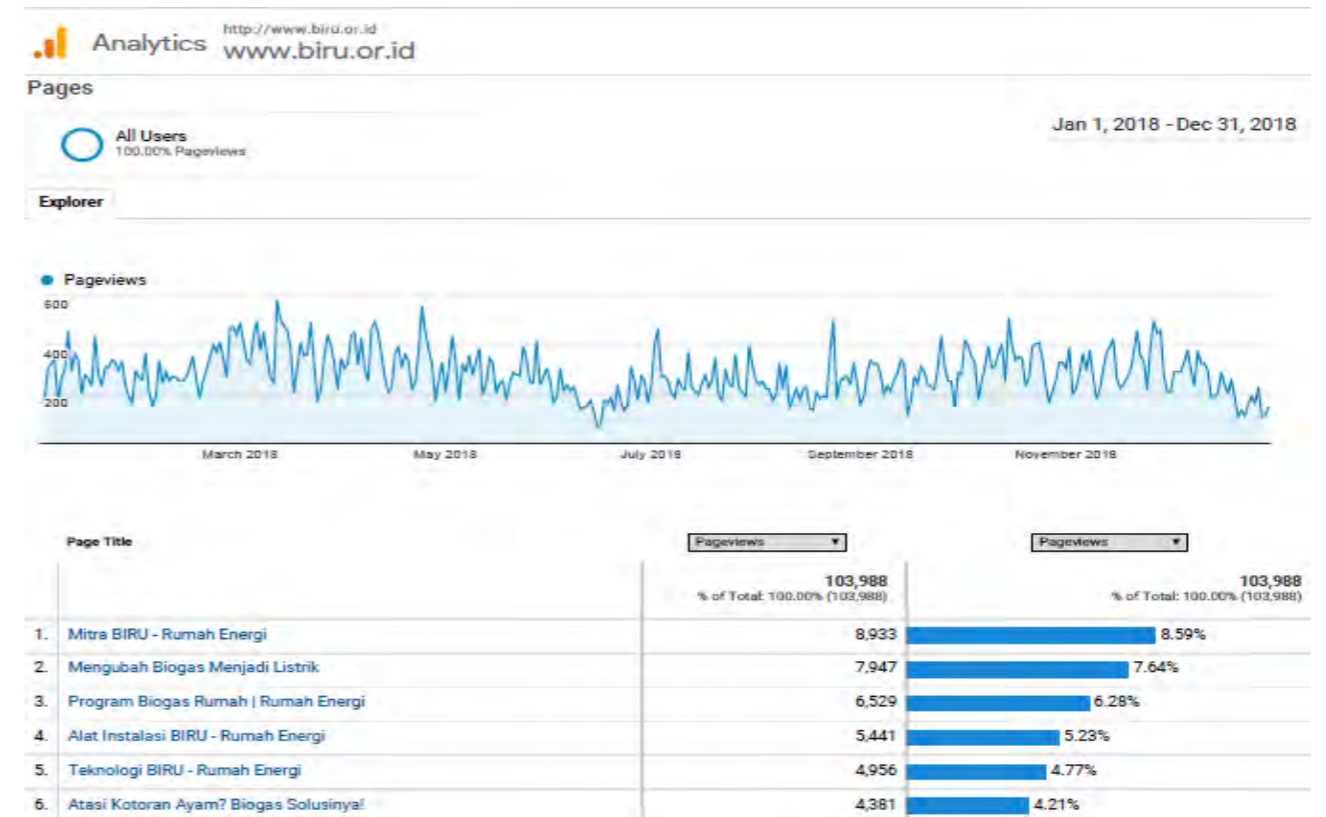 http://www.biru.or.id
Analytics www.biru.or.id
Pages
Jan 1, 2018 - Dec 31, 2018
All Users
100.00% Pageviews
Explorer
Pageviews
600
400
200
March 2018 May 2018 July 2018 September 2018 November 2018
Page Title Pageviews Pageviews
103,988 103,988
% of Total: 100.00% (103,988) % of Total: 100.00% (103,988)
1. Mitra BIRU - Rumah Energi 8,933 8.59%
2. Mengubah Biogas Menjadi Listrik 7,947 7.64%
3. Program Biogas Rumah | Rumah Energi 6,529 6.28%
4. Alat Instalasi BIRU - Rumah Energi 5,441 5.23%
5. Teknologi BIRU - Rumah Energi 4,956 4.77%
6. Atasi Kotoran Ayam? Biogas Solusinya! 4,381 4.21%